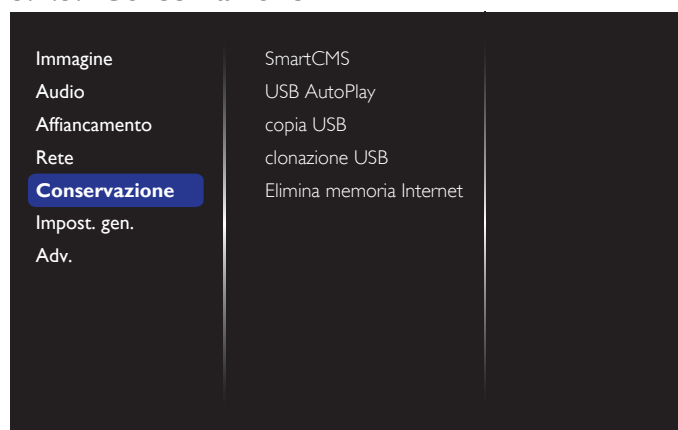 Immagine
Audio
Affiancamento
Rete
Conservazione
Impost. gen.
Adv.
SmartCMS
USB AutoPlay
copia USB
clonazione USB
Elimina memoria Internet